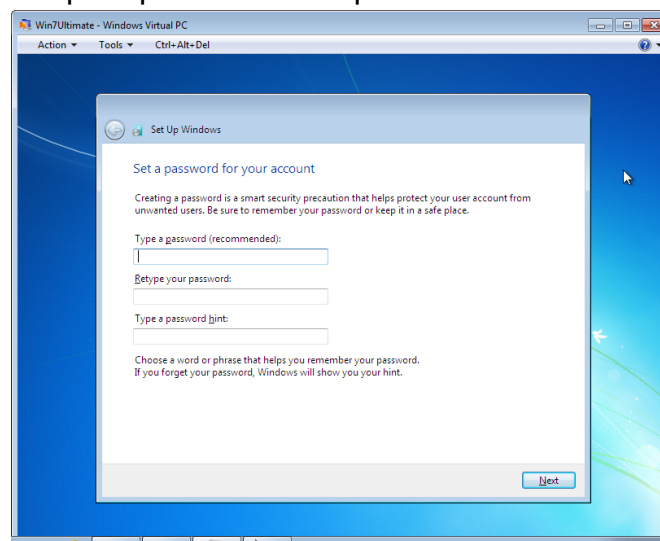 Win7Ultimate - Windows Virtual PC
Action Tools Ctrl+Alt+Del
Set Up Windows
Set a password for your account
Creating a password is a smart security precaution that helps protect your user account from
unwanted users. Be sure to remember your password or keep it in a safe place.
Type a password (recommended):
Retype your password:
Type a password hint:
Choose a word or phrase that helps you remember your password.
If you forget your password, Windows will show you your hint.
Next